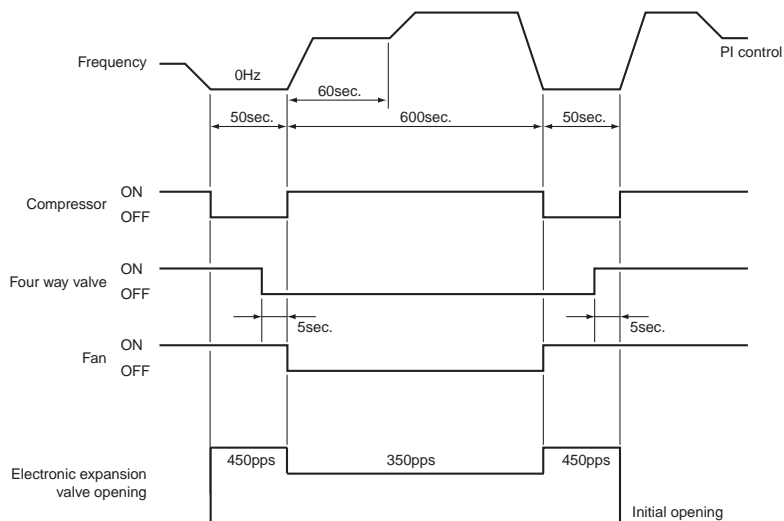 Frequency
0Hz
PI control
60sec.
50sec.
600sec.
50sec.
Compressor
ON
OFF
Four way valve
ON
OFF
5sec.
5sec.
Fan
ON
OFF
Electronic expansion
valve opening
450pps
350pps
450pps
Initial opening